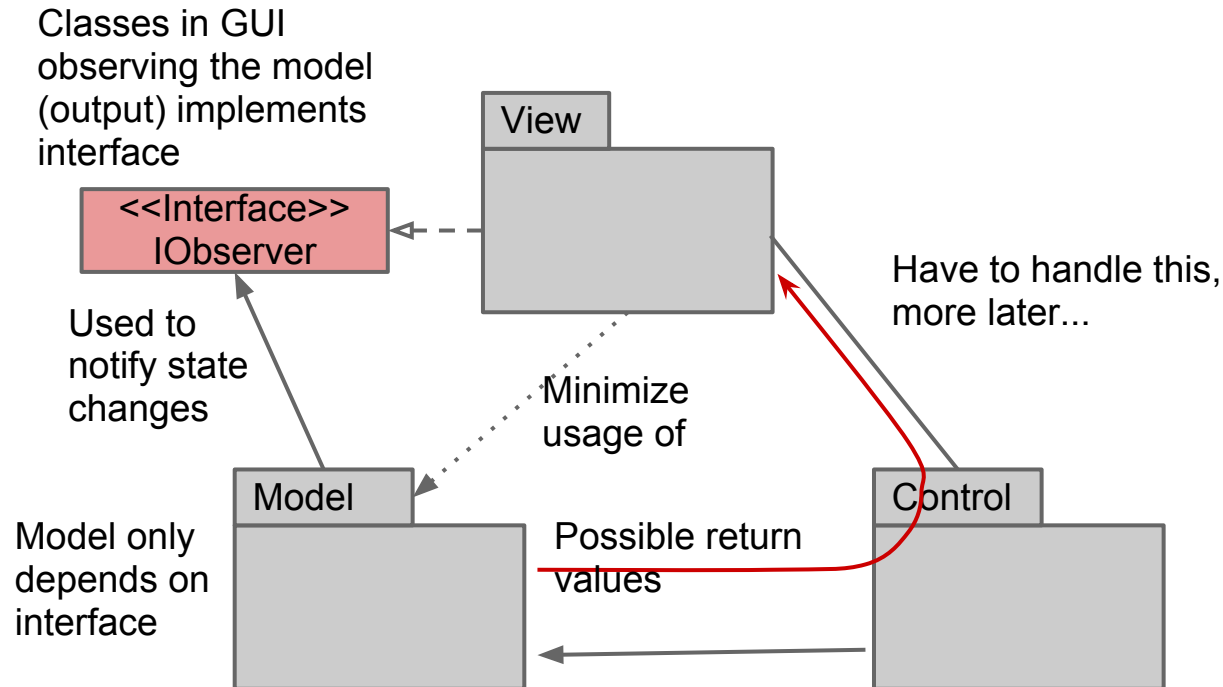 Classes in GUI
observing the model
(output) implements
interface
View
<<Interface>>
IObserver
Have to handle this,
more later...
Used to
notify state
changes
Minimize
usage of
Model
Control
Model only
depends on
interface
Possible return
values